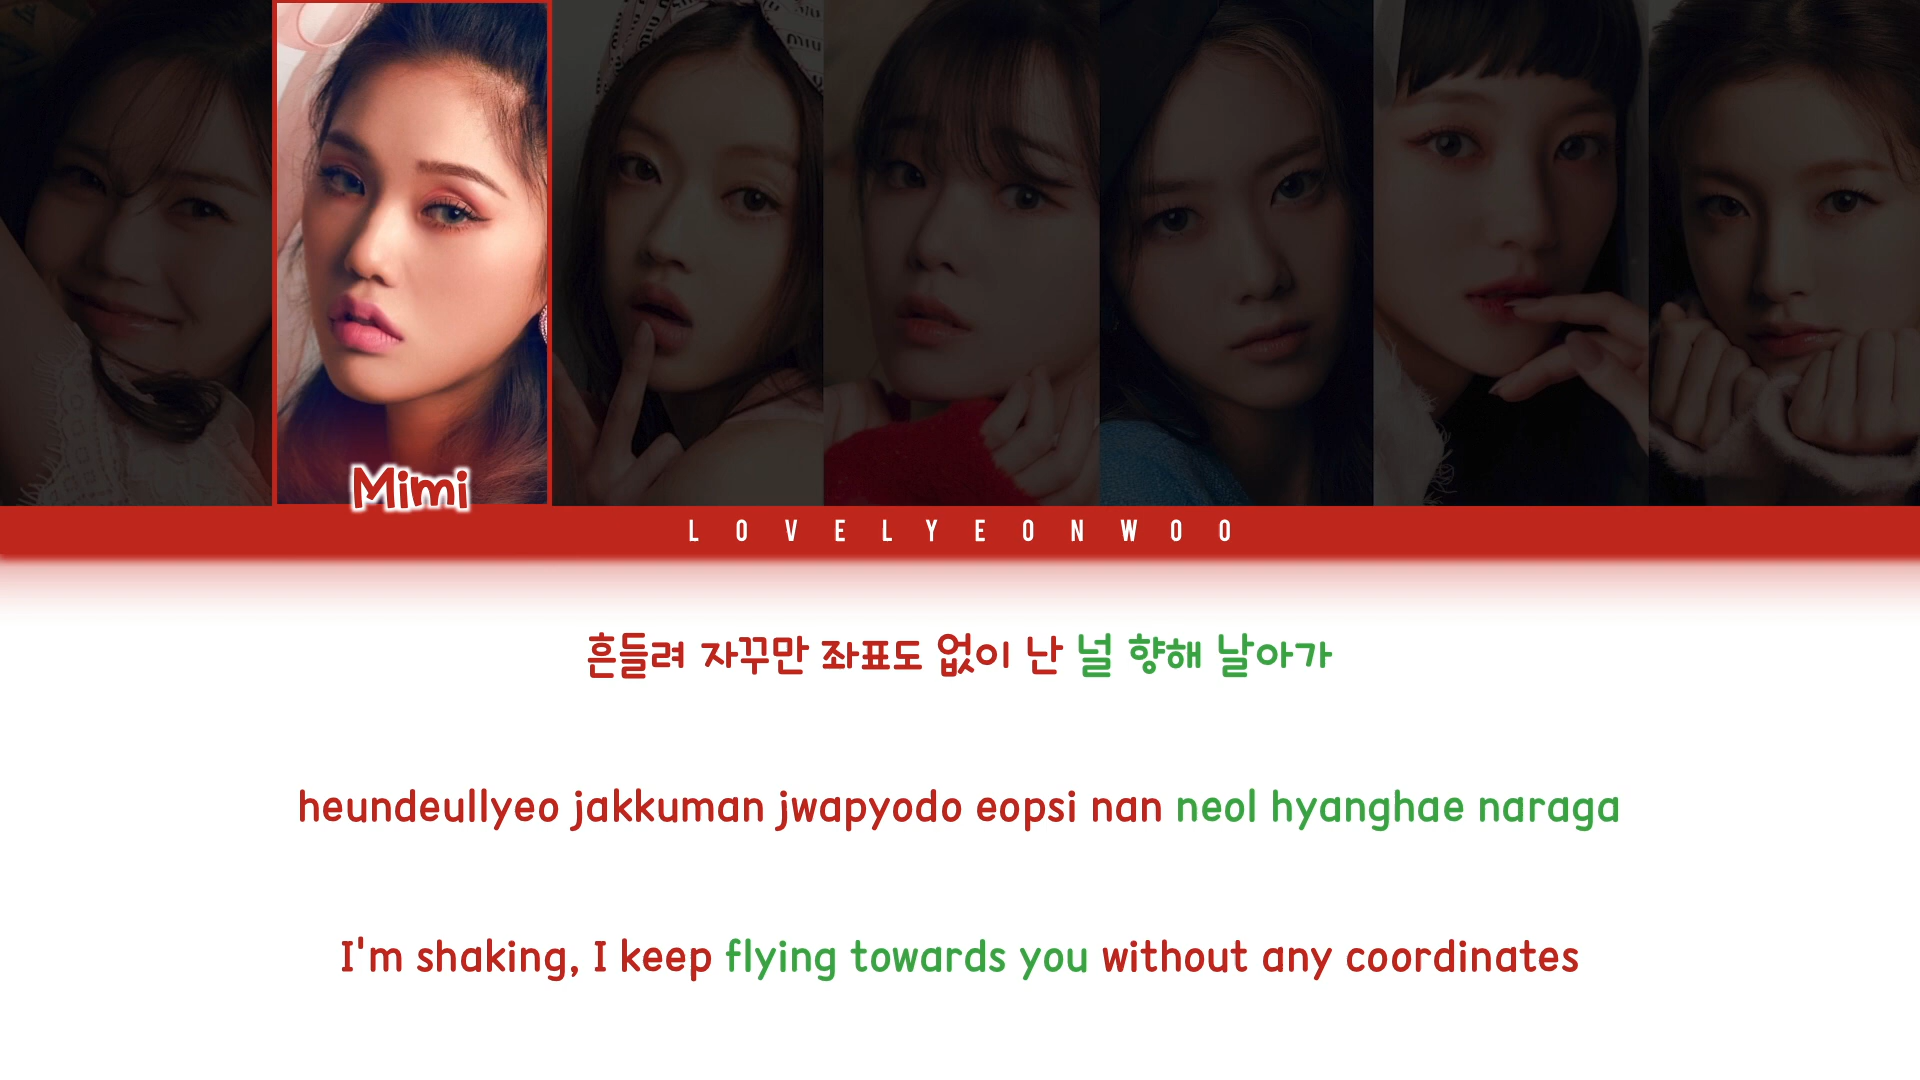 Mimi
LOVELYEONWOO
흔들려 자꾸만 좌표도 없이 난 널 향해 날아가
heundeullyeo jakkuman jwapyodo eopsi nan neol hyanghae naraga
I'm shaking, I keep flying towards you without any coordinates